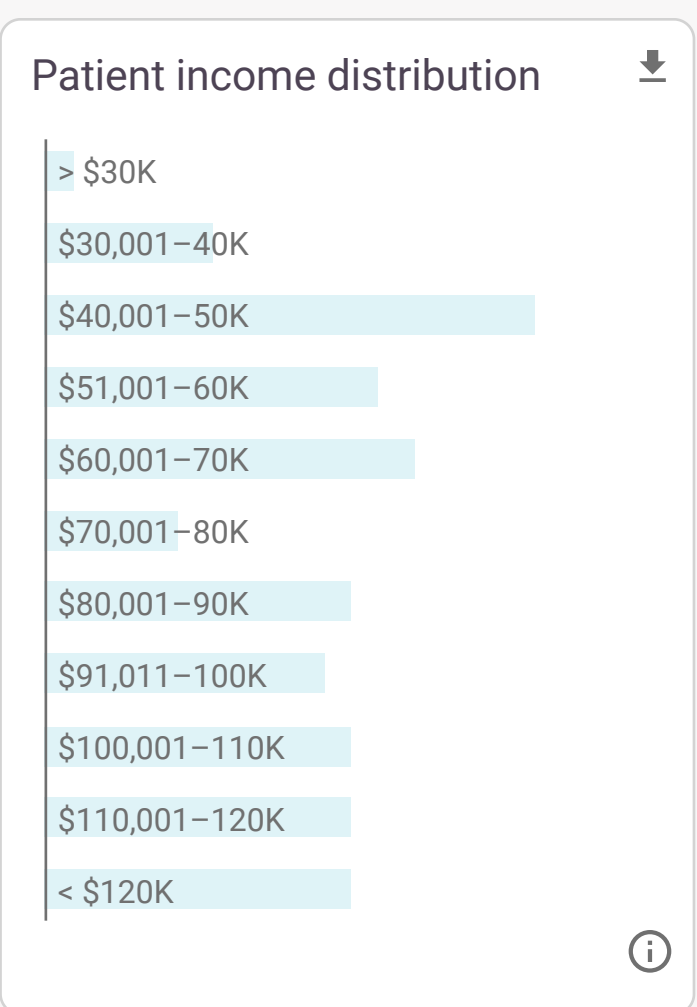 Patient income distribution
> $30K
$30,001–40K
$40,001–50K
$51,001–60K
$60,001–70K
$70,001–80K
$80,001–90K
$91,011–100K
$100,001–110K
$110,001–120K
< $120K